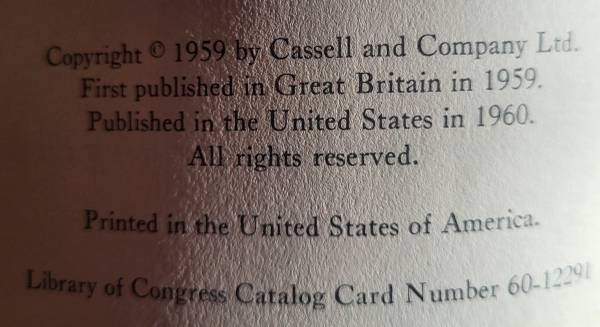 Copyright © 1959 by Cassell and Company Ltd.
First published in Great Britain in 1959.
Published in the United States in 1960.
All rights reserved.
Printed in the United States of America.
Library of Congress Catalog Card Number 60-12291